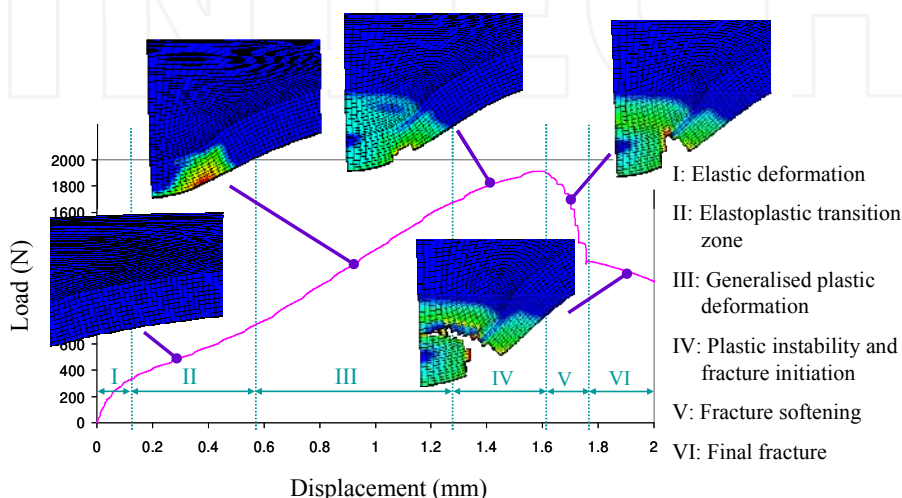 INTECH
2000
1800
1600
600
400
200
0
Load (N)
I
II
III
IV
V
VI
0
0.2
0.4
0.6
0.8
1
1.2
1.4
1.6
1.8
2
Displacement (mm)
I: Elastic deformation
II: Elastoplastic transition
zone
III: Generalised plastic
deformation
IV: Plastic instability and
fracture initiation
V: Fracture softening
VI: Final fracture